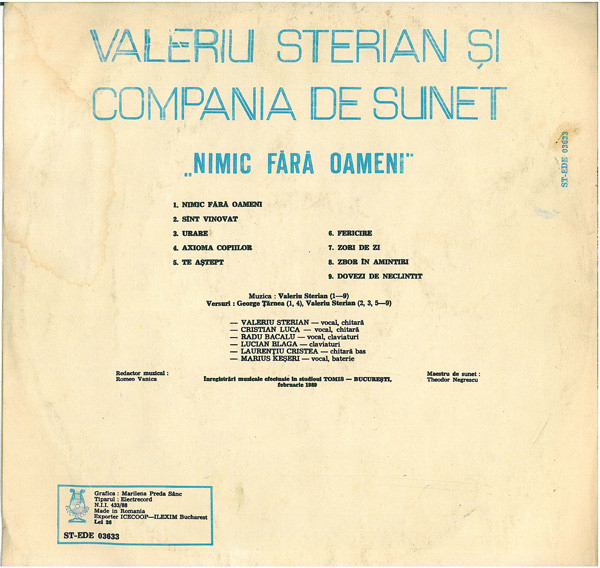 VALERIU STERIAN ȘI
COMPANIA DE SUNET
„NIMIC FĂRĂ OAMENI"
ST-EDE 03633
1. NIMIC FĂRĂ OAMENI
2. SÎNT VINOVAT
3. URARE
4. AXIOMA COPIILOR
5. TE AȘTEPT
6. FERICIRE
7. ZORI DE ZI
8. ZBOR ÎN AMINTIRI
9. DOVEZI DE NECLINTIT
Muzica : Valeriu Sterian (1—9)
Versuri : George Țărnea (1, 4), Valeriu Sterian (2, 3, 5—9)
— VALERIU STERIAN — vocal, chitară
— CRISTIAN LUCA — vocal, chitară
— RADU BACALU — vocal, claviaturi
— LUCIAN BLAGA — claviaturi
— LAURENȚIU CRISTEA — chitară bas
— MARIUS KEȘERI — vocal, baterie
Redactor muzical :
Romeo Vanica
Înregistrări muzicale efectuate în studioul TOMIS — BUCUREȘTI,
februarie 1989
Maestru de sunet :
Theodor Negrescu
Grafica : Marilena Preda Sânc
Tiparul : Electrecord
N.I.I. 433/88
Made in Romania
Exporter ICECOOP—ILEXIM Bucharest
Lei 26
ST-EDE 03633